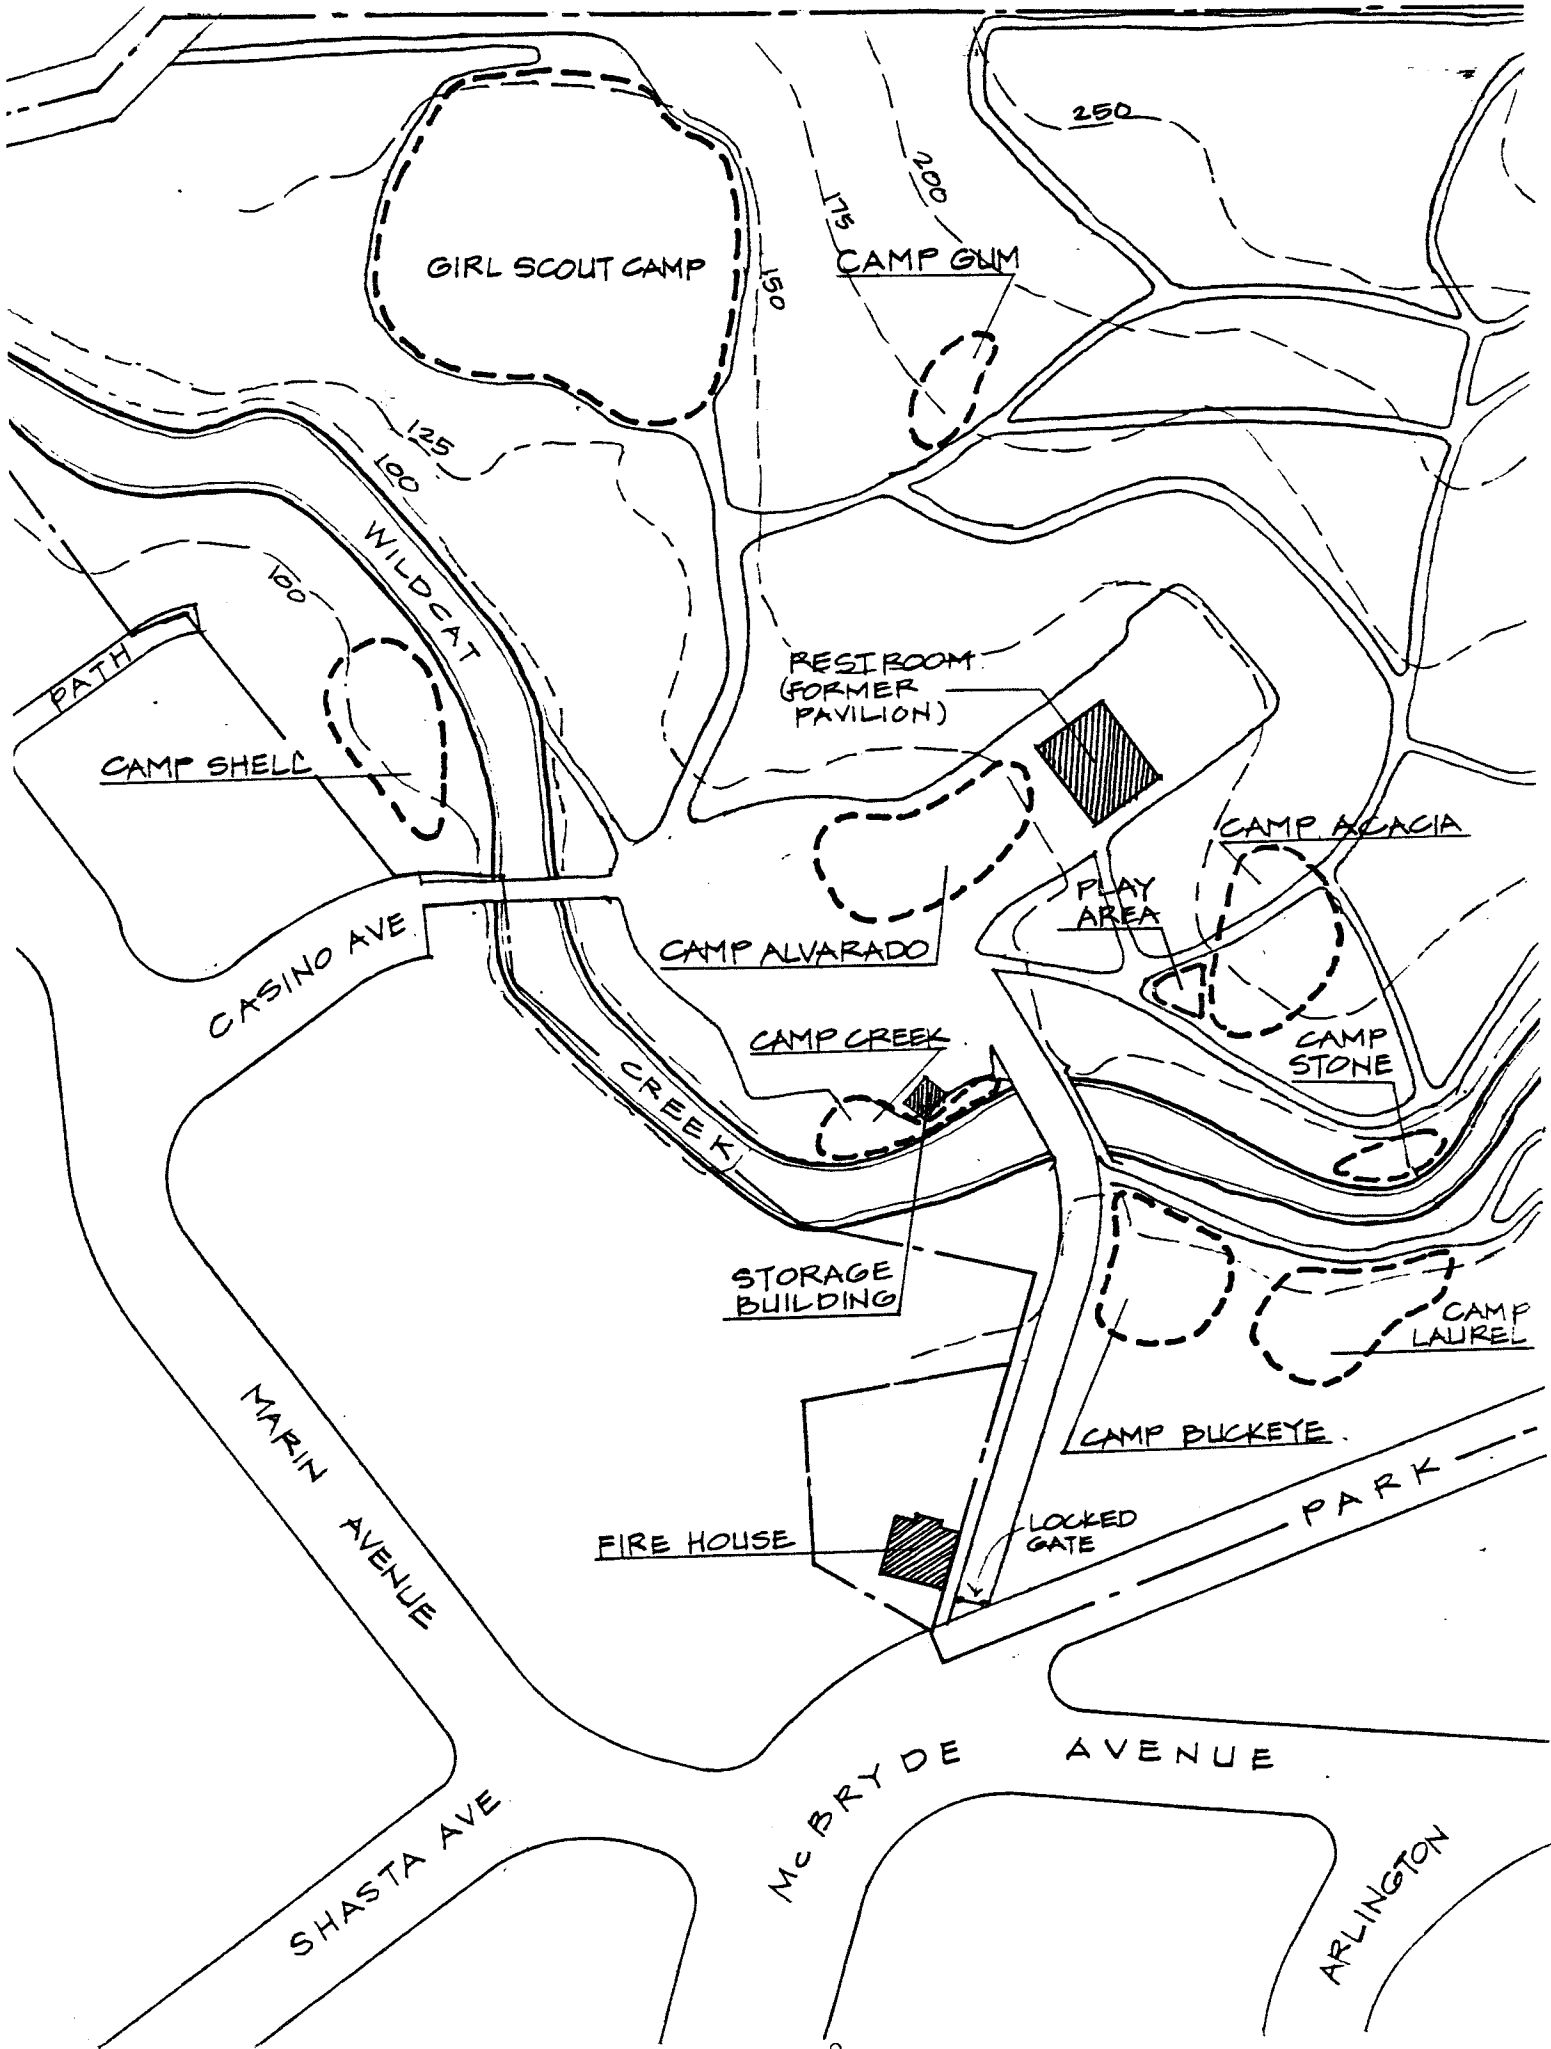 250
200
175
CAMP GUM
GIRL SCOUT CAMP
150
125
100
WILDCAT
100
PATH
RESTROOM
(FORMER
PAVILION)
CAMP SHELL
CAMP ACACIA
PLAY
AREA
CASINO AVE.
CAMP ALVARADO
CAMP CREEK
CREEK
CAMP
STONE
STORAGE
BUILDING
CAMP
LAUREL
CAMP BUCKEYE
MARIN AVENUE
PARK
FIRE HOUSE
LOCKED
GATE
McBRYDE AVENUE
SHASTA AVE
ARLINGTON